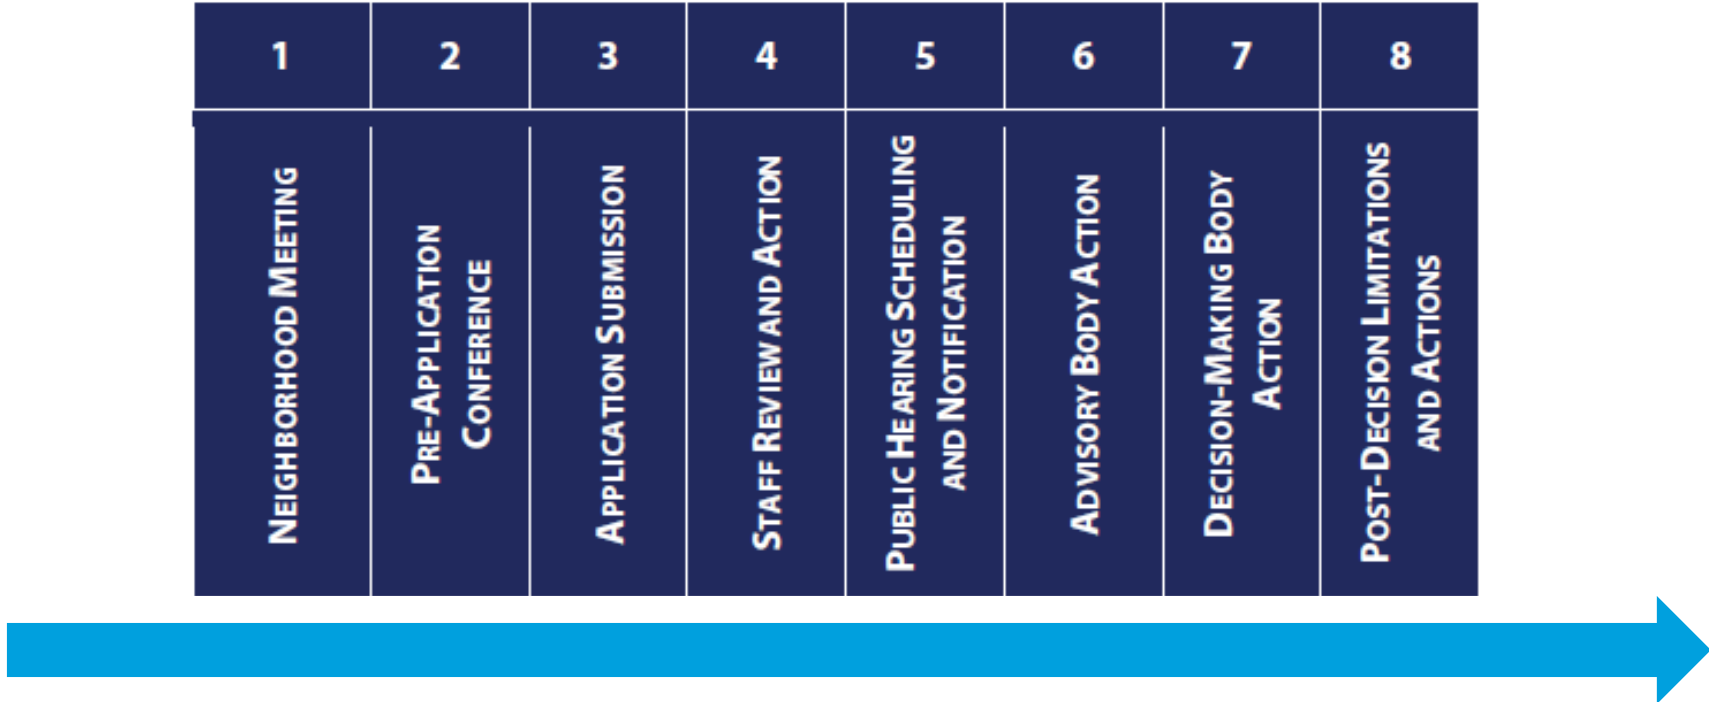 1
2
3
4
5
6
7
8
NEIGHBORHOOD MEETING
PRE-APPLICATION
CONFERENCE
APPLICATION SUBMISSION
STAFF REVIEW AND ACTION
PUBLIC HEARING SCHEDULING
AND NOTIFICATION
ADVISORY BODY ACTION
DECISION-MAKING BODY
ACTION
POST-DECISION LIMITATIONS
AND ACTIONS